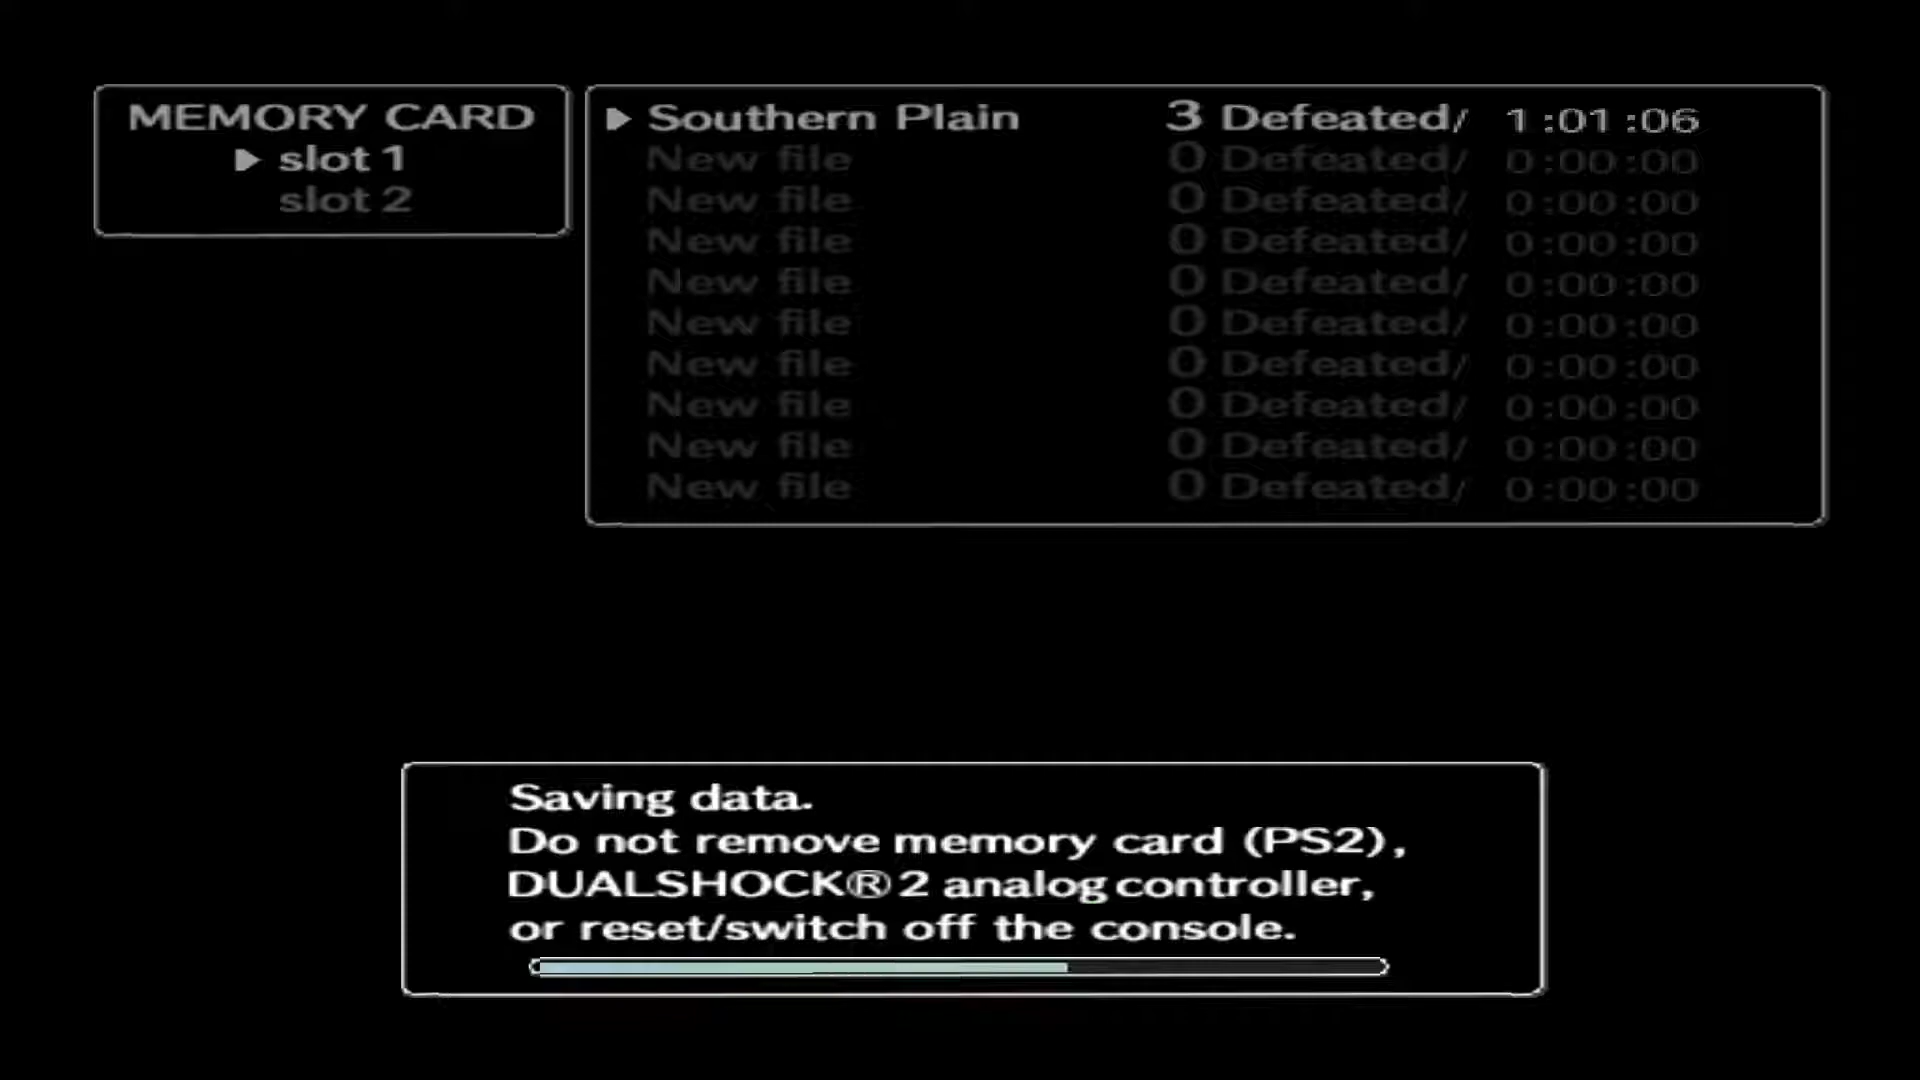 MEMORY CARD
slot 1
slot 2
Southern Plain 3 Defeated/ 1:01:06
New file 0 Defeated/ 0:00:00
New file 0 Defeated/ 0:00:00
New file 0 Defeated/ 0:00:00
New file 0 Defeated/ 0:00:00
New file 0 Defeated/ 0:00:00
New file 0 Defeated/ 0:00:00
New file 0 Defeated/ 0:00:00
New file 0 Defeated/ 0:00:00
New file 0 Defeated/ 0:00:00
Saving data.
Do not remove memory card (PS2),
DUALSHOCK®2 analog controller,
or reset/switch off the console.